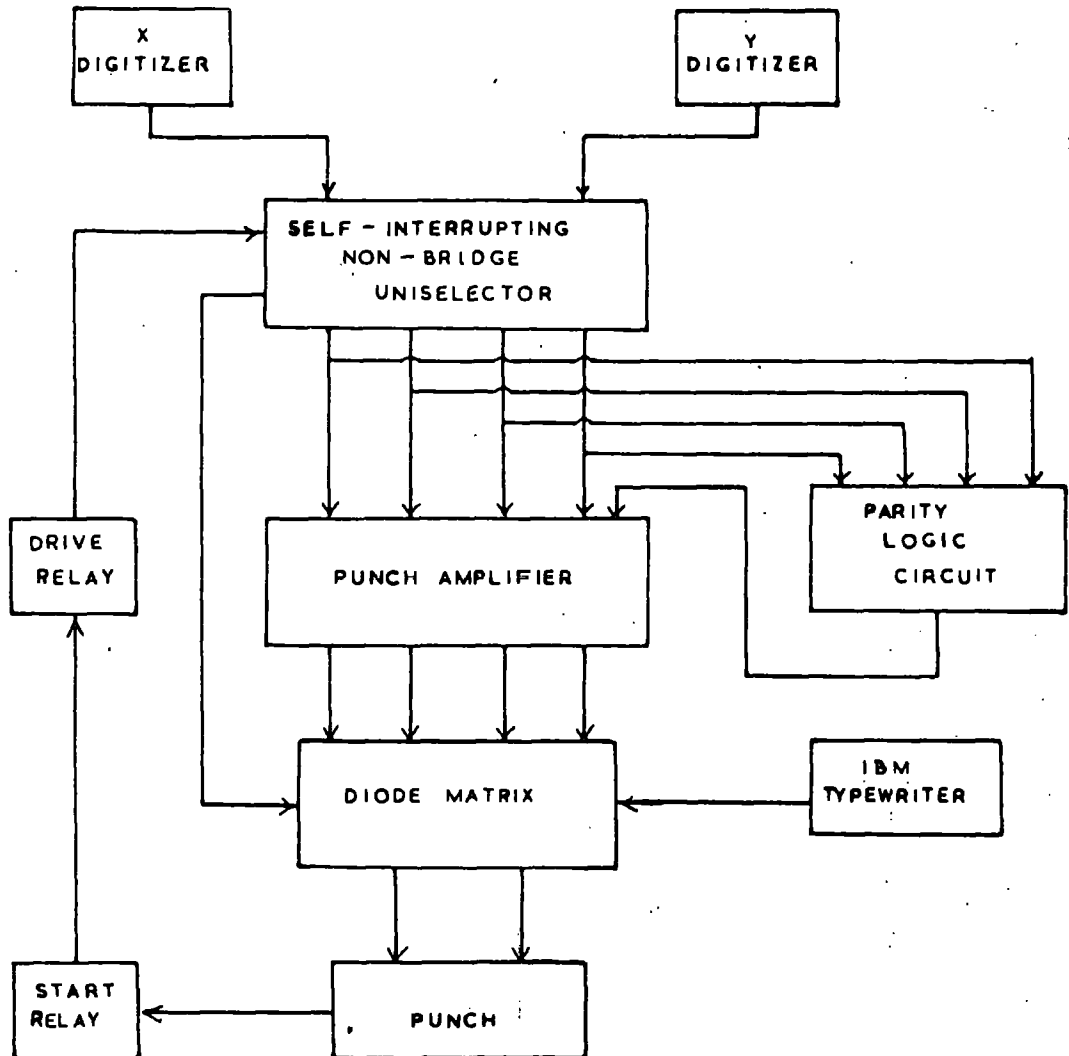 X
DIGITIZER
Y
DIGITIZER
SELF-INTERRUPTING
NON-BRIDGE
UNISELECTOR
DRIVE
RELAY
PUNCH AMPLIFIER
PARITY
LOGIC
CIRCUIT
DIODE MATRIX
IBM
TYPEWRITER
START
RELAY
PUNCH